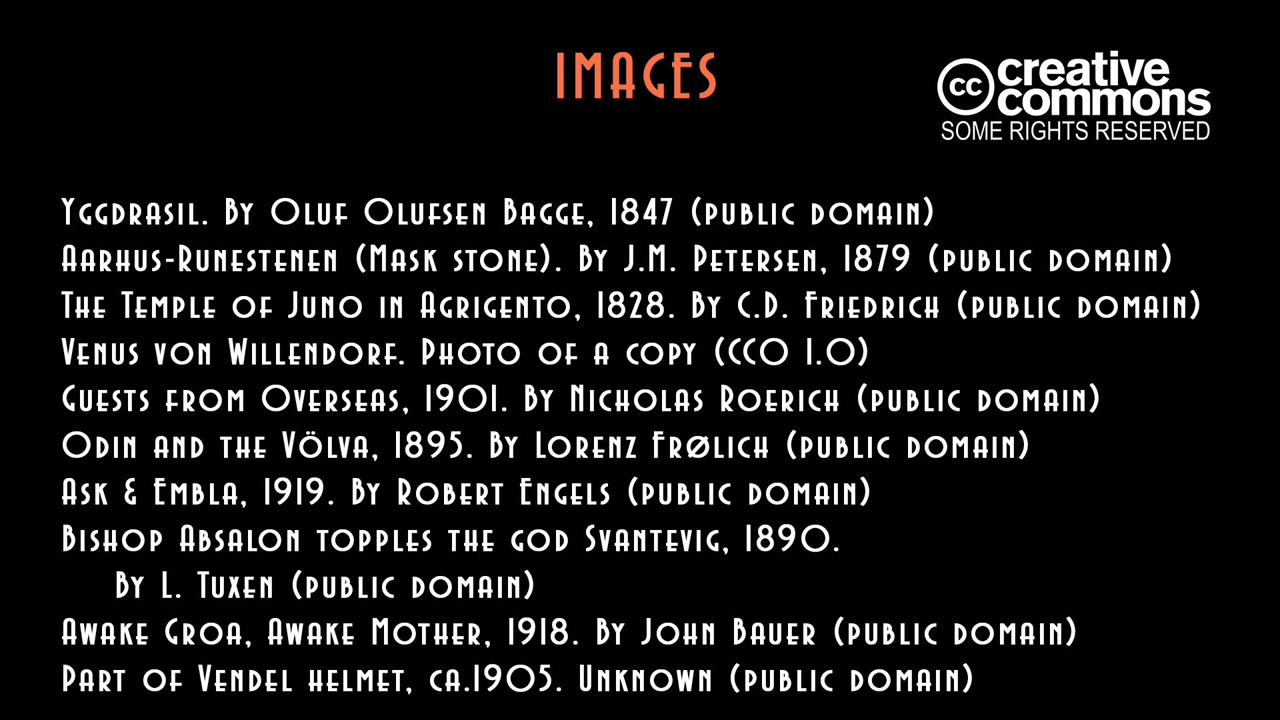 IMAGES
cc creative commons
SOME RIGHTS RESERVED
Yggdrasil. By Oluf Olufsen Bagge, 1847 (public domain)
Aarhus-Runestenen (Mask stone). By J.M. Petersen, 1879 (public domain)
The Temple of Juno in Agrigento, 1828. By C.D. Friedrich (public domain)
Venus von Willendorf. Photo of a copy (CCC0 1.0)
Guests from Overseas, 1901. By Nicholas Roerich (public domain)
Odin and the Völva, 1895. By Lorenz Frølich (public domain)
Ask & Embla, 1919. By Robert Engels (public domain)
Bishop Absalon topples the god Svantevig, 1890.
By L. Tuxen (public domain)
Awake Groa, Awake Mother, 1918. By John Bauer (public domain)
Part of Vendel helmet, ca.1905. Unknown (public domain)